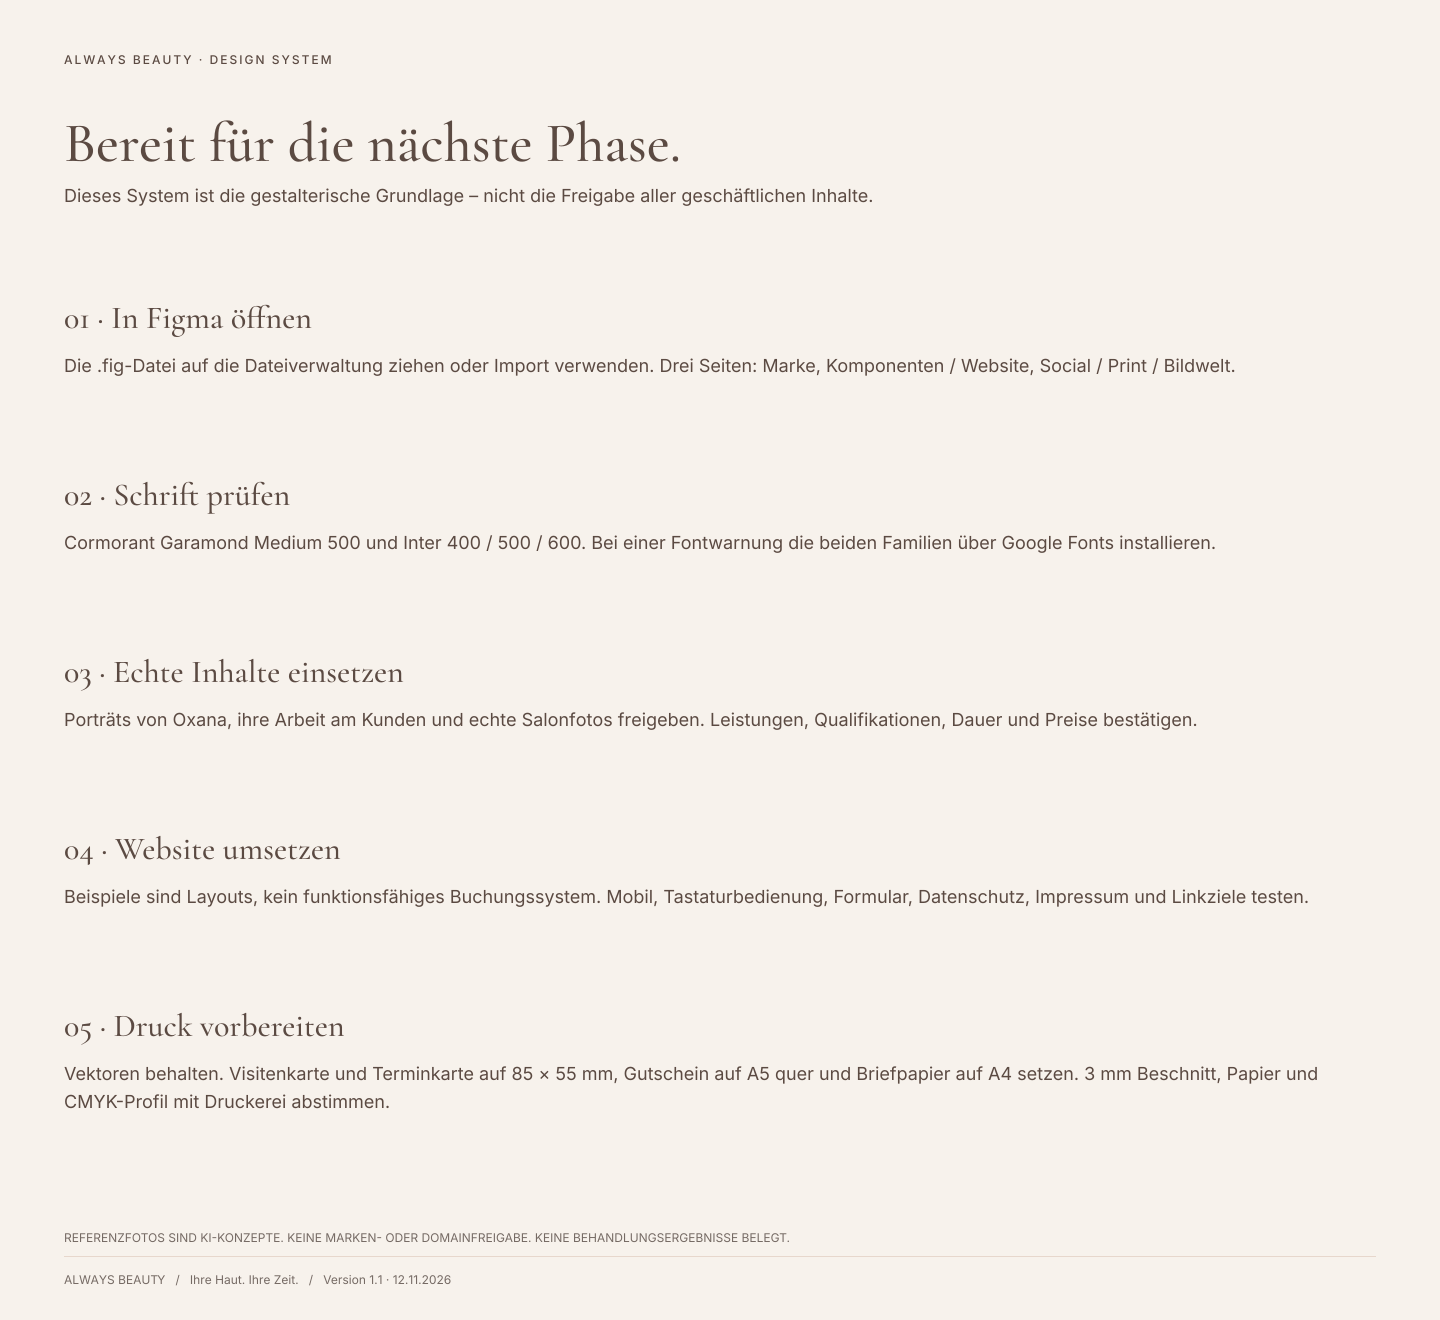 ALWAYS BEAUTY · DESIGN SYSTEM
Bereit für die nächste Phase.
Dieses System ist die gestalterische Grundlage – nicht die Freigabe aller geschäftlichen Inhalte.
01 · In Figma öffnen
Die .fig-Datei auf die Dateiverwaltung ziehen oder Import verwenden. Drei Seiten: Marke, Komponenten / Website, Social / Print / Bildwelt.
02 · Schrift prüfen
Cormorant Garamond Medium 500 und Inter 400 / 500 / 600. Bei einer Fontwarnung die beiden Familien über Google Fonts installieren.
03 · Echte Inhalte einsetzen
Porträts von Oxana, ihre Arbeit am Kunden und echte Salonfotos freigeben. Leistungen, Qualifikationen, Dauer und Preise bestätigen.
04 · Website umsetzen
Beispiele sind Layouts, kein funktionsfähiges Buchungssystem. Mobil, Tastaturbedienung, Formular, Datenschutz, Impressum und Linkziele testen.
05 · Druck vorbereiten
Vektoren behalten. Visitenkarte und Terminkarte auf 85 × 55 mm, Gutschein auf A5 quer und Briefpapier auf A4 setzen. 3 mm Beschnitt, Papier und
CMYK-Profil mit Druckerei abstimmen.
REFERENZFOTOS SIND KI-KONZEPTE. KEINE MARKEN- ODER DOMAINFREIGABE. KEINE BEHANDLUNGSERGEBNISSE BELEGT.
ALWAYS BEAUTY / Ihre Haut. Ihre Zeit. / Version 1.1 · 12.11.2026